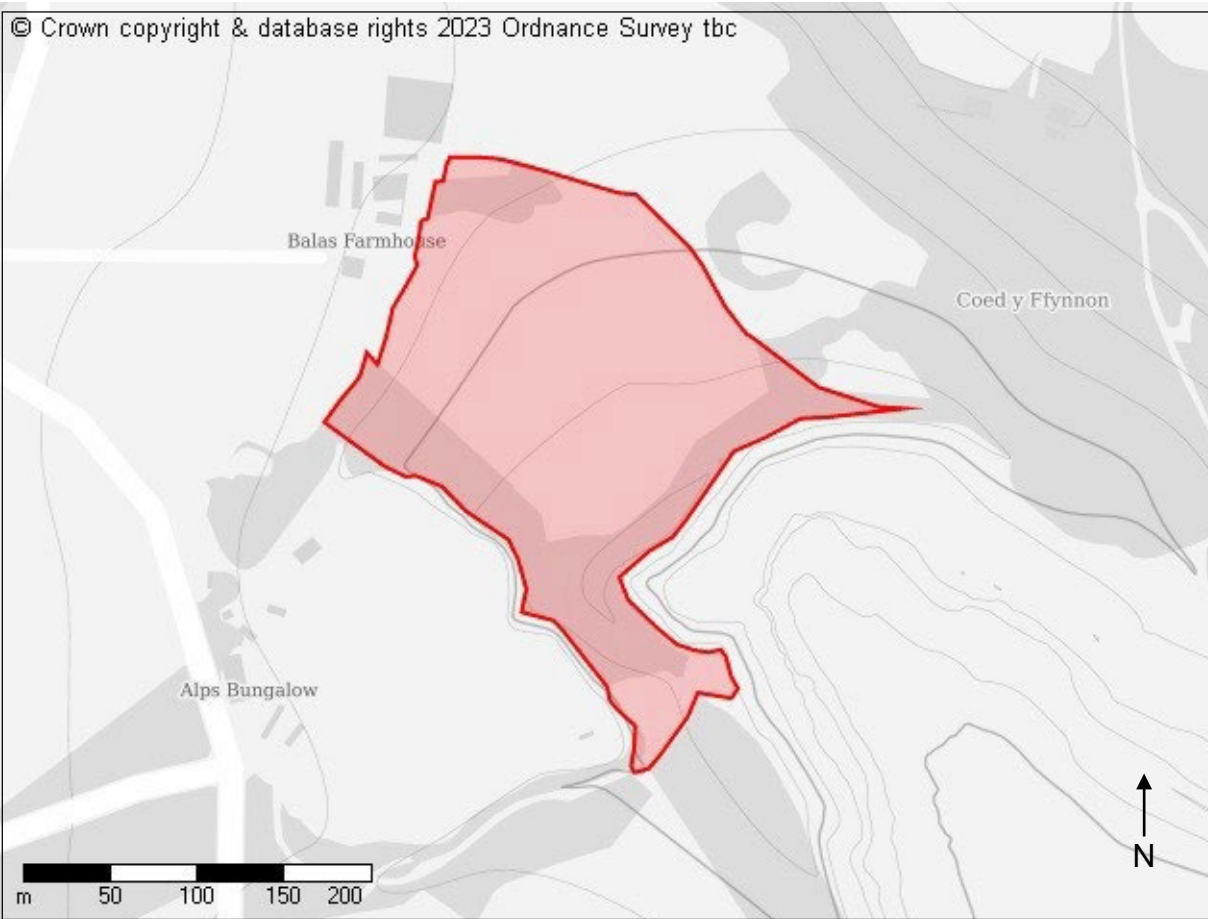 © Crown copyright & database rights 2023 Ordnance Survey tbc
Balas Farmhouse
Coed y Ffynnon
Alps Bungalow
N
m 50 100 150 200